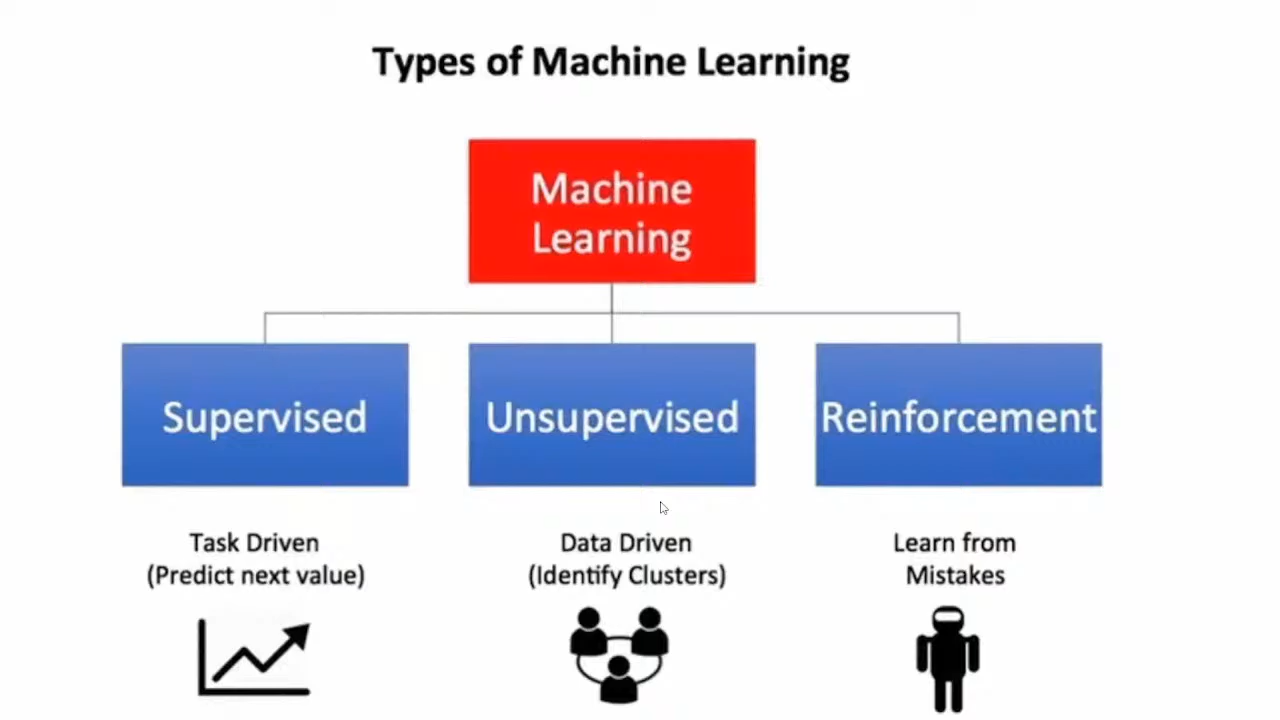 Types of Machine Learning
Machine
Learning
Supervised
Unsupervised
Reinforcement
Task Driven
(Predict next value)
Data Driven
(Identify Clusters)
Learn from
Mistakes